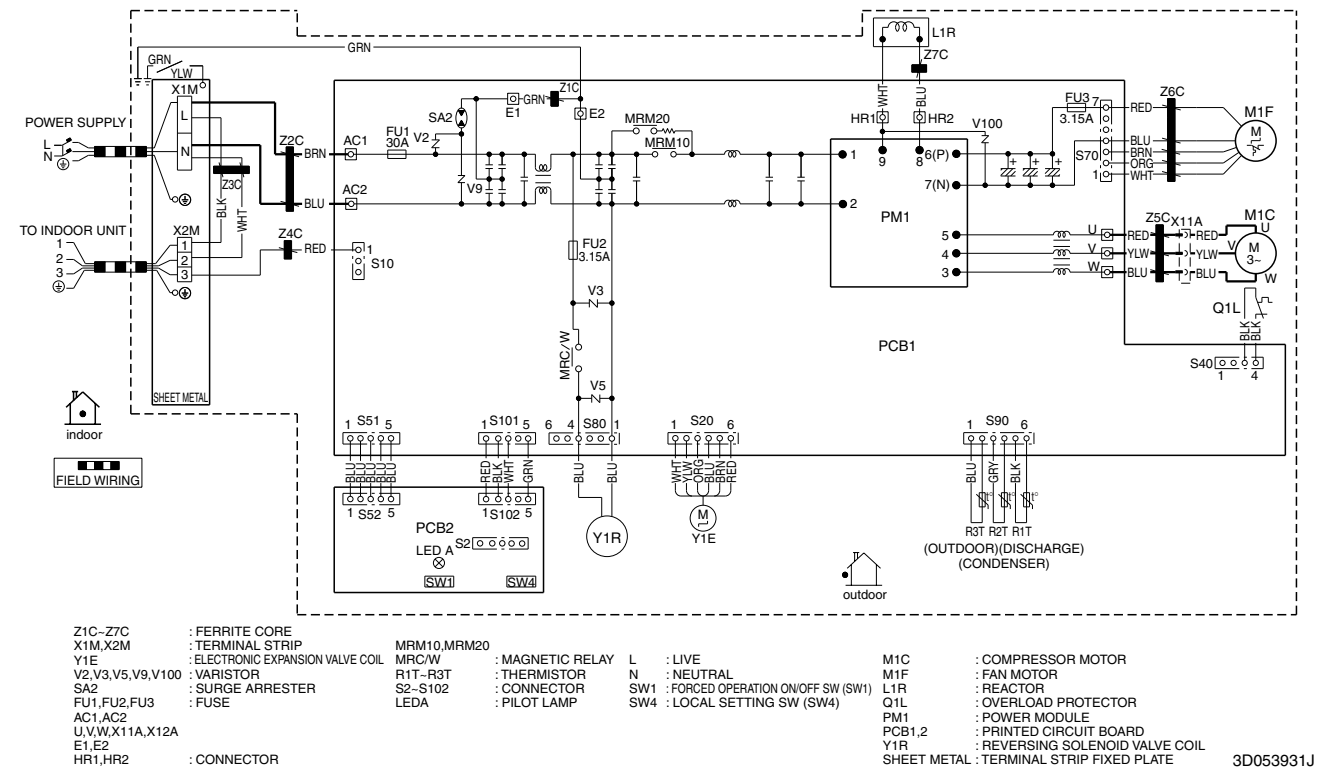 GRN
L1R
Z7C
GRN
YLW
X1M
POWER SUPPLY
L
N
L
N
Z2C
Z3C
BLK
WHT
BRN
BLU
AC1
AC2
FU1
30A
V2
SA2
V9
E1
GRN
Z1C
E2
MRM20
MRM10
WHT
BLU
HR1
HR2
V100
9
8
1
2
6(P)
7(N)
PM1
5
4
3
FU3
3.15A
7
S70
1
RED
BLU
BRN
ORG
WHT
Z6C
M1F
M
TO INDOOR UNIT
1
2
3
X2M
1
2
3
Z4C
RED
1
S10
FU2
3.15A
V3
MRC/W
V5
U
V
W
RED
YLW
BLU
Z5C
X11A
RED
YLW
BLU
M1C
U
V
W
M
3~
Q1L
BLK
BLK
S40
1 4
PCB1
SHEET METAL
indoor
FIELD WIRING
1 S51 5
BLU
BLU
BLU
BLU
BLU
1 S52 5
1 S101 5
RED
BLK
WHT
GRN
1 S102 5
PCB2
LED A
S2
SW1
SW4
6 4 S80 1
BLU
BLU
Y1R
1 S20 6
WHT
YLW
ORG
BLU
BRN
RED
M
Y1E
1 S90 6
BLU
GRY
BLK
t°
t°
t°
R3T R2T R1T
(OUTDOOR)(DISCHARGE)
(CONDENSER)
outdoor
Z1C~Z7C : FERRITE CORE
X1M,X2M : TERMINAL STRIP
Y1E : ELECTRONIC EXPANSION VALVE COIL
V2,V3,V5,V9,V100 : VARISTOR
SA2 : SURGE ARRESTER
FU1,FU2,FU3 : FUSE
AC1,AC2
U,V,W,X11A,X12A
E1,E2
HR1,HR2 : CONNECTOR
MRM10,MRM20
MRC/W : MAGNETIC RELAY
R1T~R3T : THERMISTOR
S2~S102 : CONNECTOR
LEDA : PILOT LAMP
L : LIVE
N : NEUTRAL
SW1 : FORCED OPERATION ON/OFF SW (SW1)
SW4 : LOCAL SETTING SW (SW4)
M1C : COMPRESSOR MOTOR
M1F : FAN MOTOR
L1R : REACTOR
Q1L : OVERLOAD PROTECTOR
PM1 : POWER MODULE
PCB1,2 : PRINTED CIRCUIT BOARD
Y1R : REVERSING SOLENOID VALVE COIL
SHEET METAL : TERMINAL STRIP FIXED PLATE
3D053931J